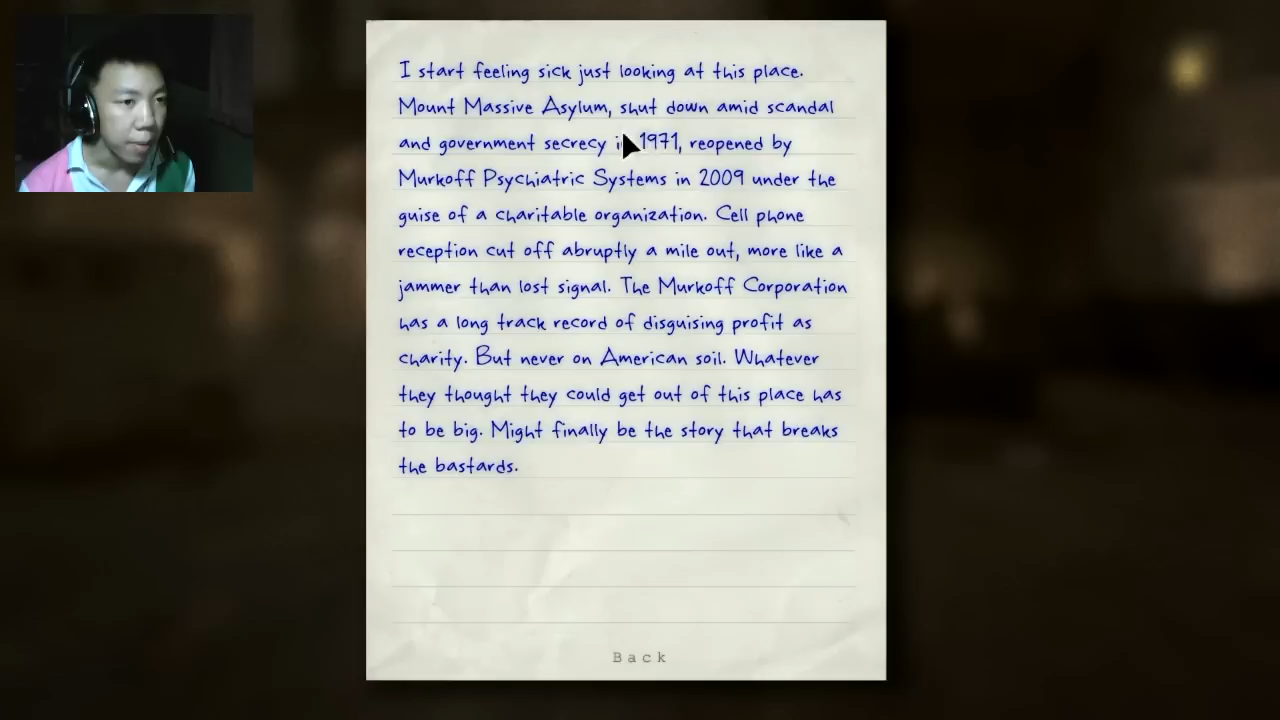 I start feeling sick just looking at this place.
Mount Massive Asylum, shut down amid scandal
and government secrecy in 1971, reopened by
Murkoff Psychiatric Systems in 2009 under the
guise of a charitable organization. Cell phone
reception cut off abruptly a mile out, more like a
jammer than lost signal. The Murkoff Corporation
has a long track record of disguising profit as
charity. But never on American soil. Whatever
they thought they could get out of this place has
to be big. Might finally be the story that breaks
the bastards.
Back